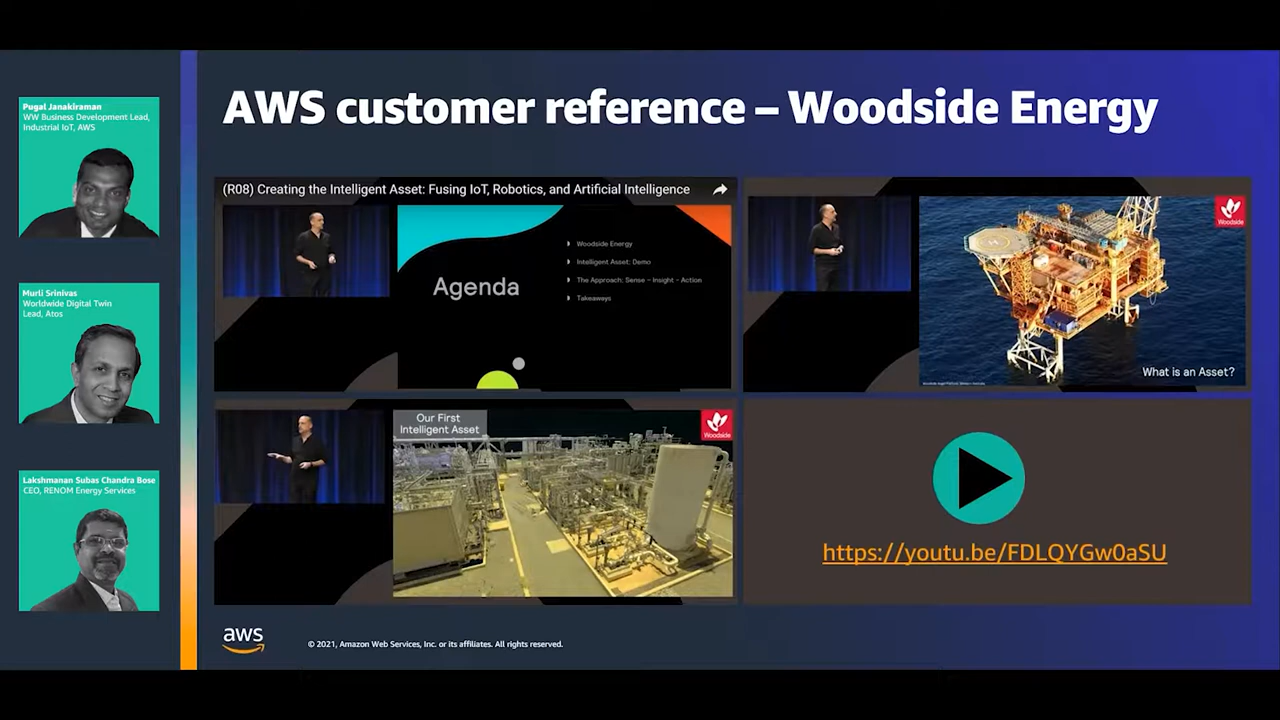 Pugal Janakiraman
WW Business Development Lead,
Industrial IoT, AWS
Murli Srinivas
Worldwide Digital Twin
Lead, Atos
Lakshmanan Subas Chandra Bose
CEO, RENOM Energy Services
AWS customer reference – Woodside Energy
(R08) Creating the Intelligent Asset: Fusing IoT, Robotics, and Artificial Intelligence
Agenda
Woodside Energy
Intelligent Asset: Demo
The Approach: Sense – Insight – Action
Takeaways
Woodside
What is an Asset?
Our First
Intelligent Asset
Woodside
https://youtu.be/FDLQYGw0aSU
aws
© 2021, Amazon Web Services, Inc. or its affiliates. All rights reserved.